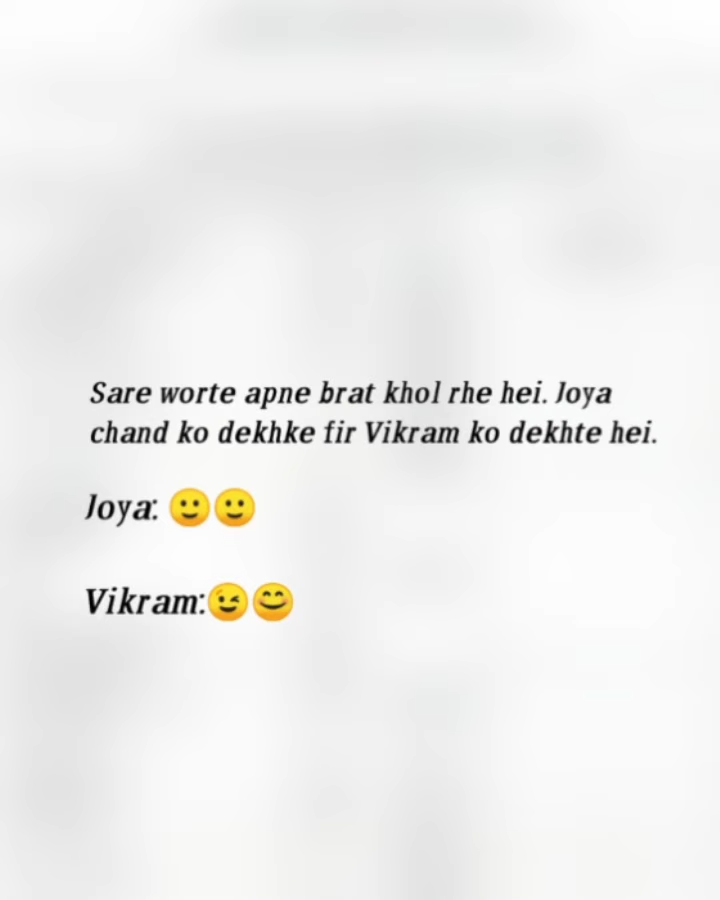 Sare worte apne brat khol rhe hei. Joya
chand ko dekhke fir Vikram ko dekhte hei.
Joya: 🙂🙂
Vikram:😉😊